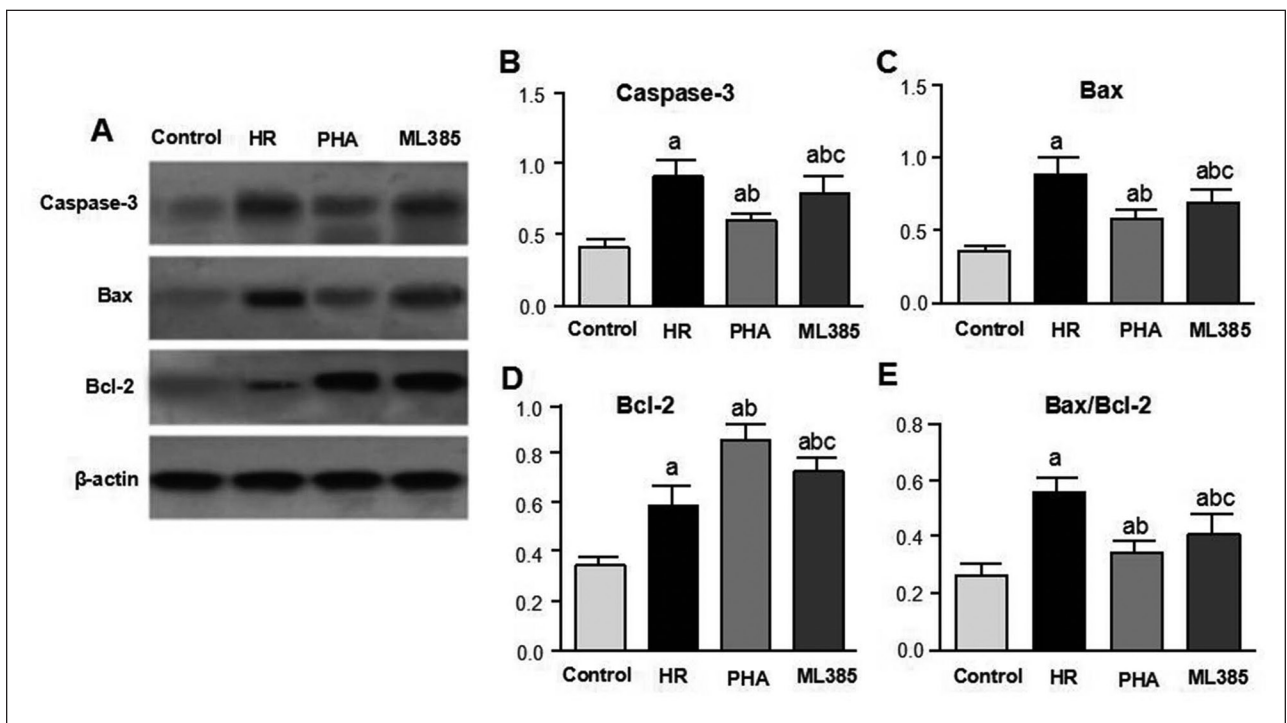 A
Control HR PHA ML385
Caspase-3
Bax
Bcl-2
β-actin
B
Caspase-3
1.5
1.0
0.5
0.0
a
ab
abc
Control HR PHA ML385
C
Bax
1.5
1.0
0.5
0.0
a
ab
abc
Control HR PHA ML385
D
Bcl-2
1.0
0.8
0.6
0.4
0.2
0.0
a
ab
abc
Control HR PHA ML385
E
Bax/Bcl-2
0.8
0.6
0.4
0.2
0.0
a
ab
abc
Control HR PHA ML385